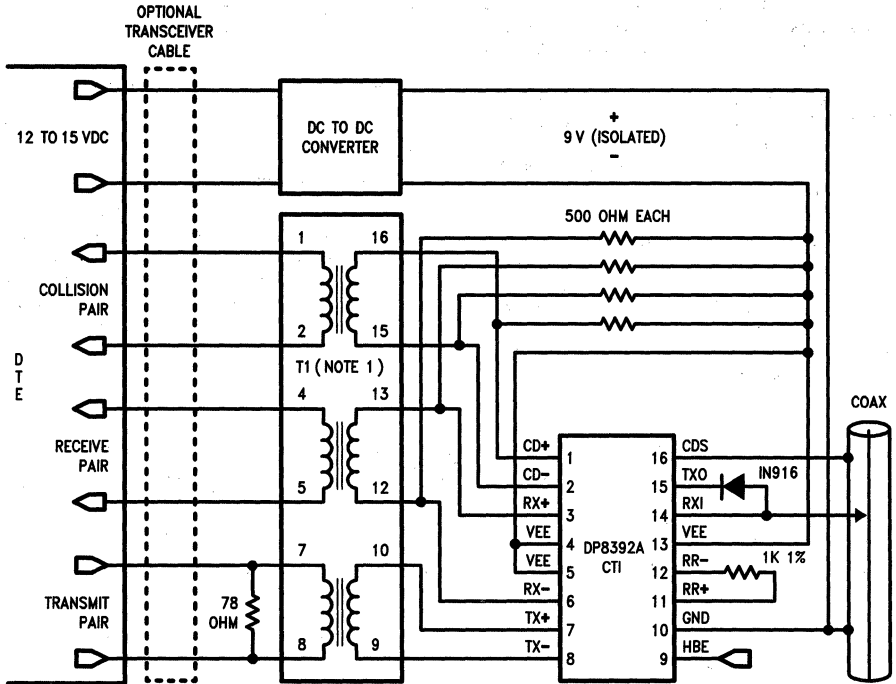 OPTIONAL
TRANSCEIVER
CABLE
12 TO 15 VDC
DC TO DC
CONVERTER
+
9 V (ISOLATED)
−
500 OHM EACH
COLLISION
PAIR
1
16
2
15
T1 ( NOTE 1 )
D
T
E
RECEIVE
PAIR
4
13
5
12
TRANSMIT
PAIR
78
OHM
7
10
8
9
COAX
CD+
1
16
CDS
CD−
2
15
TXO
IN916
RX+
3
14
RXI
VEE
4
13
VEE
DP8392A
CTI
VEE
5
12
RR−
1K 1%
RX−
6
11
RR+
TX+
7
10
GND
TX−
8
9
HBE